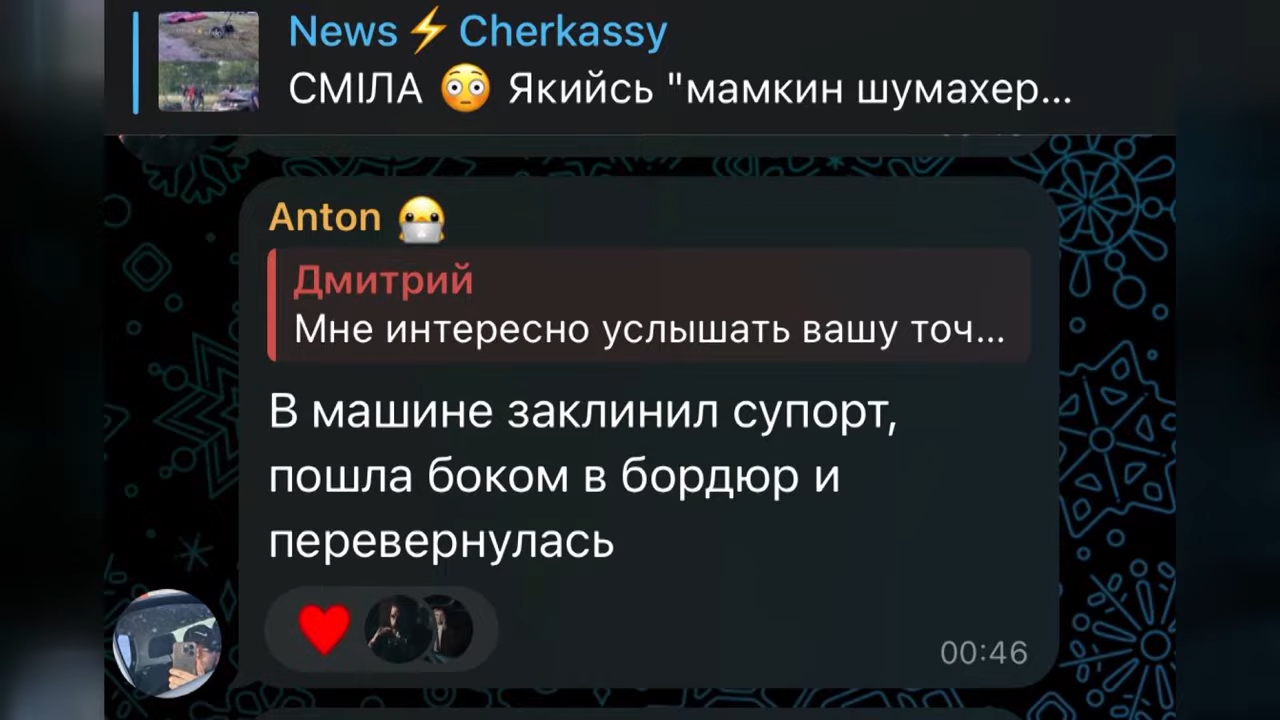 News⚡Cherkassy
СМІЛА 😳 Якийсь "мамкин шумахер...
Anton
Дмитрий
Мне интересно услышать вашу точ...
В машине заклинил супорт,
пошла боком в бордюр и
перевернулась
00:46